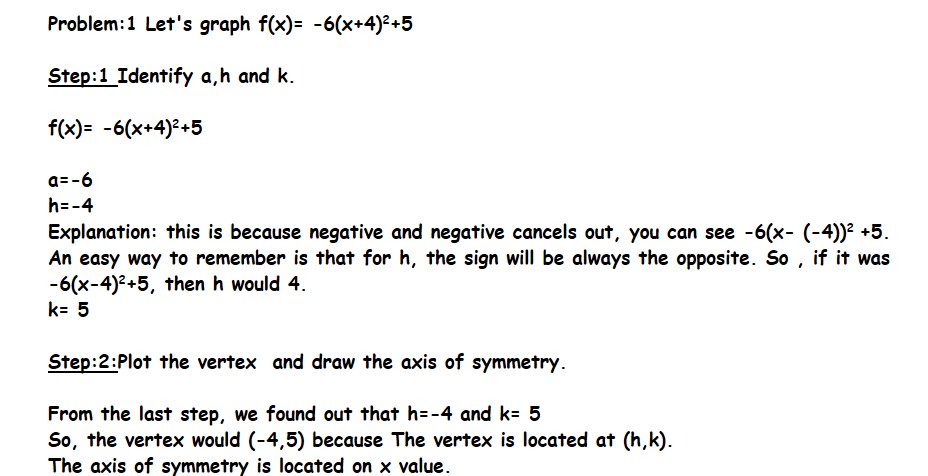 Problem:1 Let's graph f(x)= -6(x+4)²+5
Step:1 Identify a,h and k.
f(x)= -6(x+4)²+5
a=-6
h=-4
Explanation: this is because negative and negative cancels out, you can see -6(x- (-4))² +5.
An easy way to remember is that for h, the sign will be always the opposite. So , if it was
-6(x-4)²+5, then h would 4.
k= 5
Step:2:Plot the vertex  and draw the axis of symmetry.
From the last step, we found out that h=-4 and k= 5
So, the vertex would (-4,5) because The vertex is located at (h,k).
The axis of symmetry is located on x value.